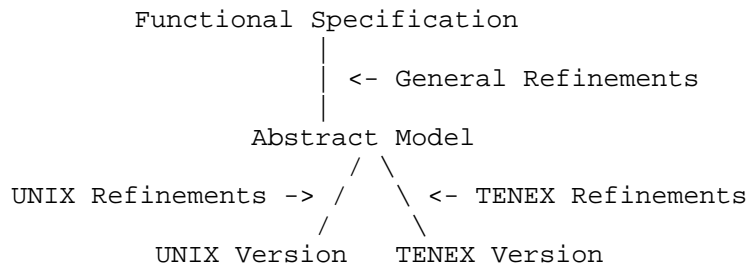 Functional Specification
<- General Refinements
Abstract Model
UNIX Refinements -> <- TENEX Refinements
UNIX Version TENEX Version